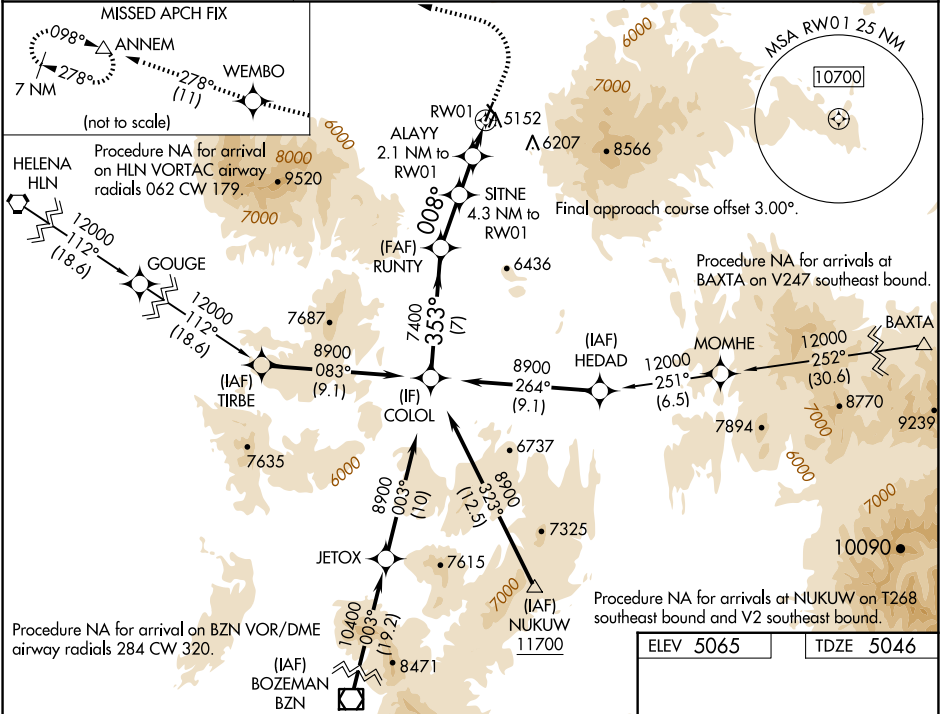 MISSED APCH FIX
098°
ANNEM
278°
7 NM
278°
(11)
WEMBO
(not to scale)
6000
6000
7000
MSA RW01 25 NM
10700
RW01
5152
ALAYY
2.1 NM to
RW01
6207
8566
HELENA
HLN
Procedure NA for arrival
on HLN VORTAC airway
radials 062 CW 179.
8000
9520
7000
008°
SITNE
4.3 NM to
RW01
Final approach course offset 3.00°.
12000
112°
(18.6)
GOUGE
(FAF)
RUNTY
6436
Procedure NA for arrivals at
BAXTA on V247 southeast bound.
12000
112°
(18.6)
7687
7400
353°
(7)
BAXTA
(IAF)
TIRBE
8900
083°
(9.1)
(IF)
COLOL
8900
264°
(9.1)
(IAF)
HEDAD
12000
251°
(6.5)
MOMHE
12000
252°
(30.6)
8770
7000
7894
9239
7635
6000
6737
6000
8900
003°
(10)
8900
323°
(12.5)
7000
JETOX
7615
7325
10090
7000
(IAF)
NUKUW
11700
Procedure NA for arrivals at NUKUW on T268
southeast bound and V2 southeast bound.
Procedure NA for arrival on BZN VOR/DME
airway radials 284 CW 320.
10400
003°
(19.2)
8471
(IAF)
BOZEMAN
BZN
ELEV 5065
TDZE 5046